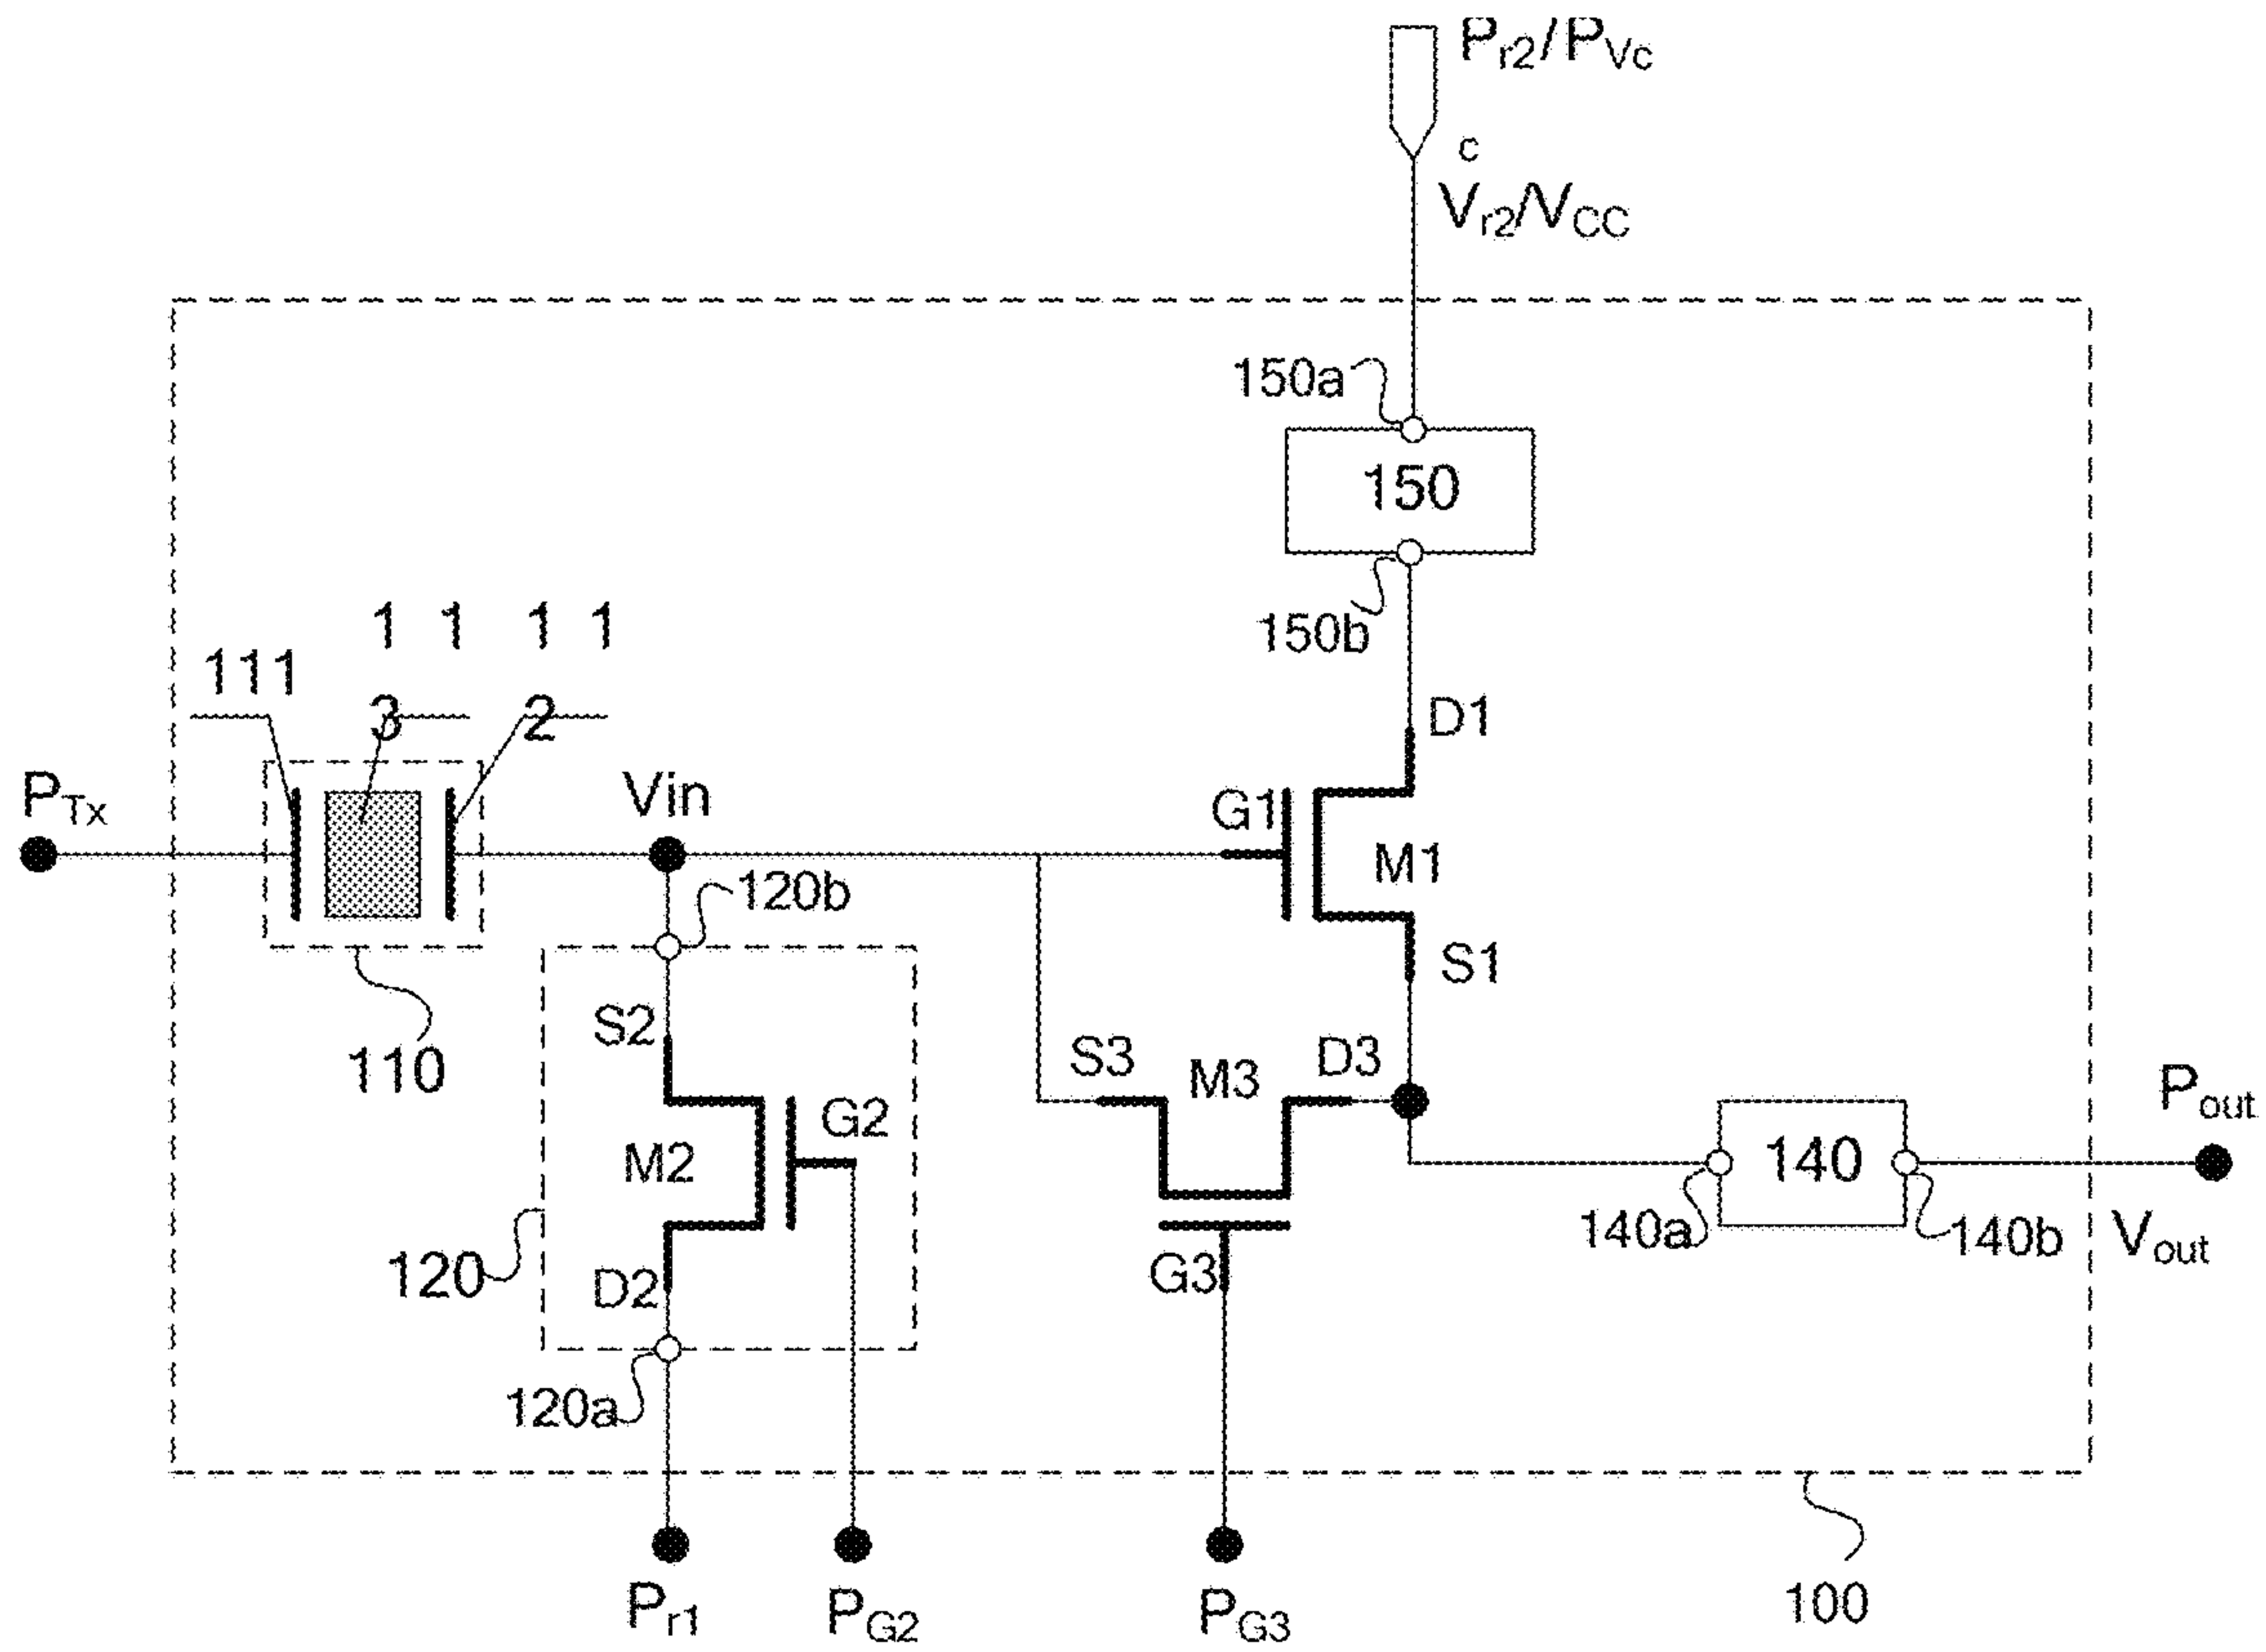 Pr2/PVc
c
Vr2/VCC
150a
150
150b
1 1 1 1
111
3 2
D1
PTx
Vin
G1
M1
120b
S1
S2
110
S3
M3
D3
G2
M2
Pout
140
140a
140b
Vout
120
D2
G3
120a
Pr1
PG2
PG3
100